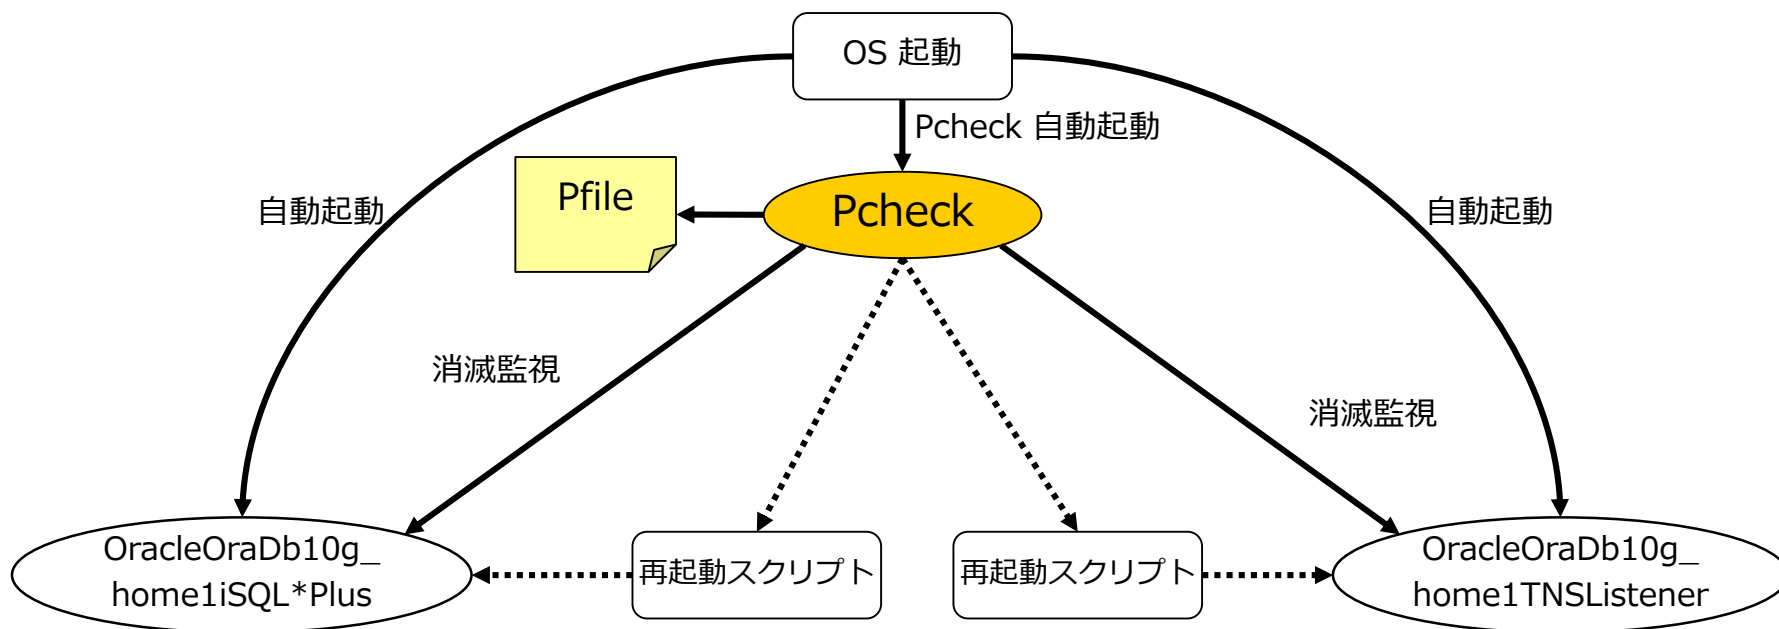 OS 起動
Pcheck 自動起動
Pfile
Pcheck
自動起動
自動起動
消滅監視
消滅監視
OracleOraDb10g_
home1iSQL*Plus
再起動スクリプト
再起動スクリプト
OracleOraDb10g_
home1TNSListener